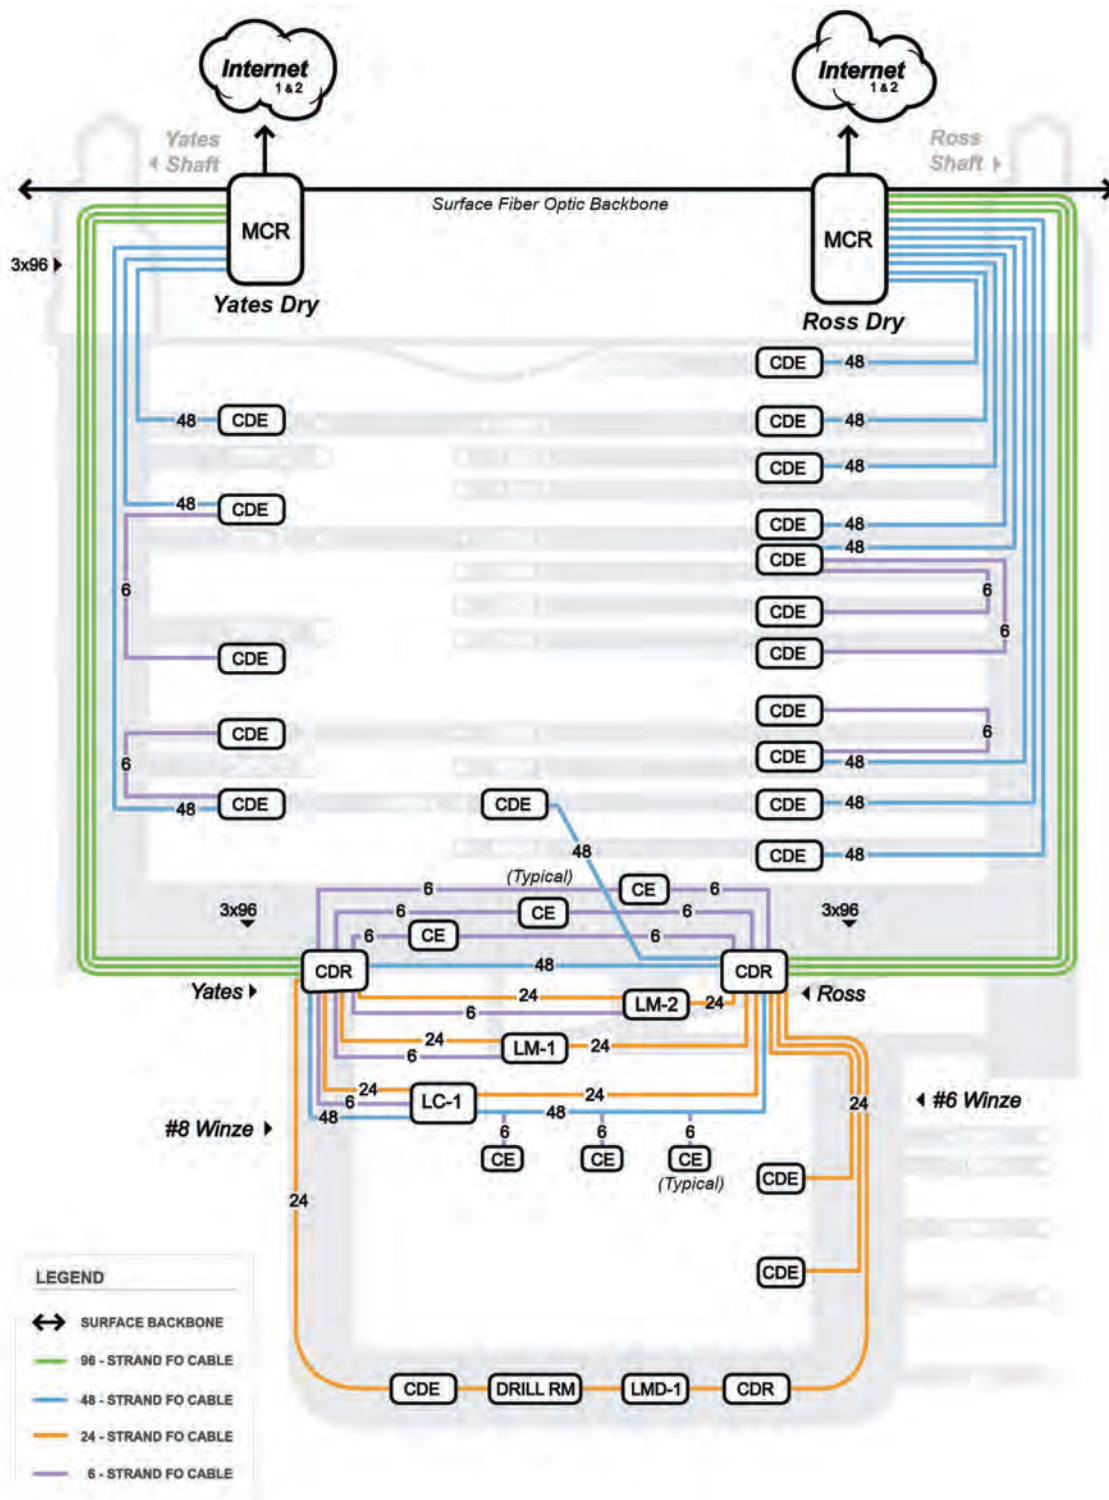 Internet
1 & 2
Internet
1 & 2
Yates
Shaft
Ross
Shaft
Surface Fiber Optic Backbone
MCR
MCR
3x96
Yates Dry
Ross Dry
CDE
48
48
CDE
CDE
48
CDE
48
48
CDE
CDE
48
48
CDE
6
6
CDE
6
CDE
CDE
CDE
CDE
6
6
CDE
48
48
CDE
CDE
CDE
48
48
CDE
48
(Typical)
6
CE
6
3x96
6
CE
6
3x96
6
CE
6
CDR
48
CDR
Yates
24
LM-2
24
Ross
6
24
LM-1
24
6
24
LC-1
24
6
48
48
24
#6 Winze
#8 Winze
6
6
6
CE
CE
CE
(Typical)
CDE
24
CDE
LEGEND
SURFACE BACKBONE
96 - STRAND FO CABLE
48 - STRAND FO CABLE
24 - STRAND FO CABLE
6 - STRAND FO CABLE
CDE
DRILL RM
LMD-1
CDR